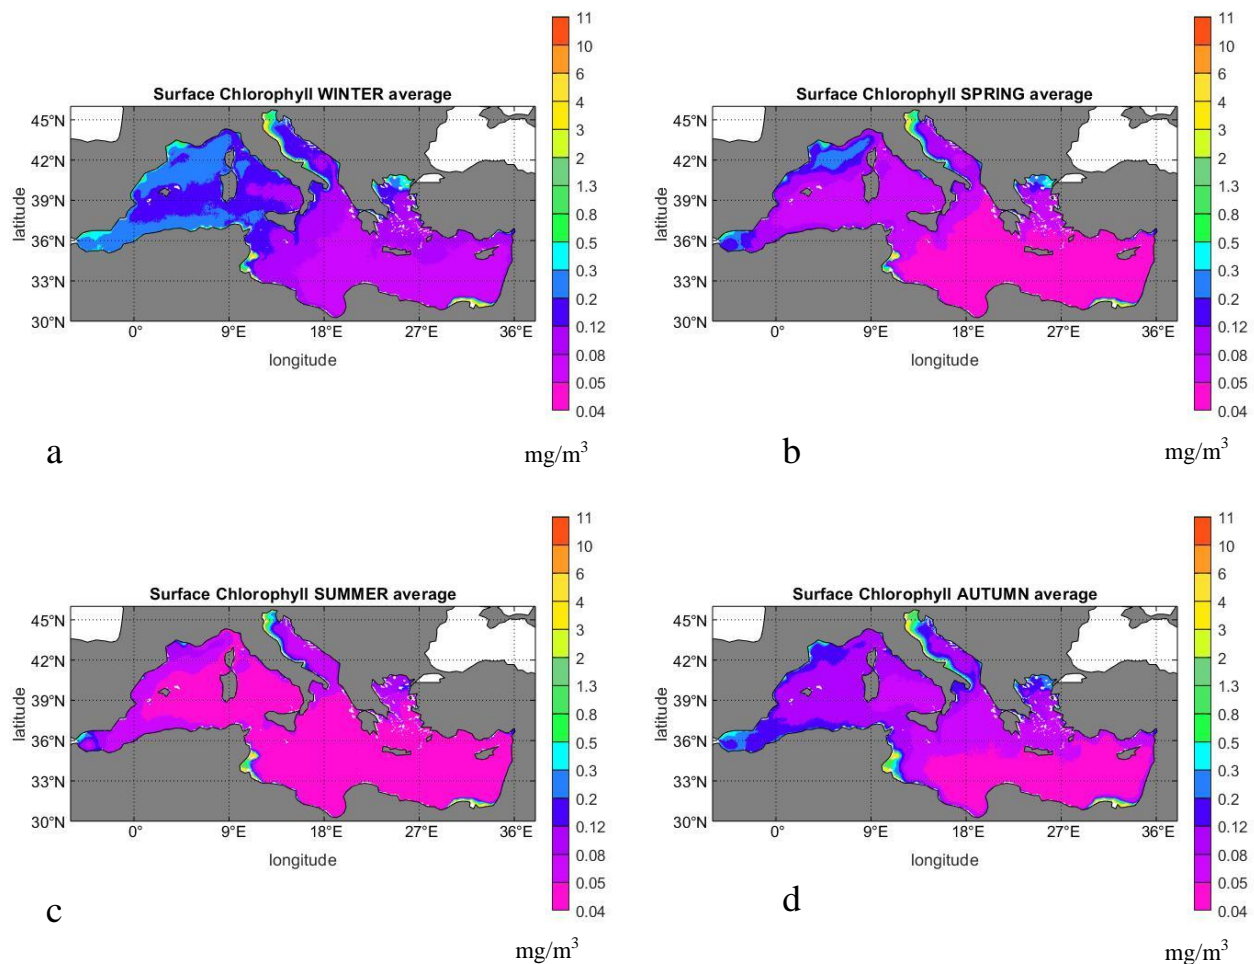 Surface Chlorophyll WINTER average
45°N
42°N
39°N
36°N
33°N
30°N
latitude
0° 9°E 18°E 27°E 36°E
longitude
11
10
6
4
3
2
1.3
0.8
0.5
0.3
0.2
0.12
0.08
0.05
0.04
a
mg/m³
Surface Chlorophyll SPRING average
45°N
42°N
39°N
36°N
33°N
30°N
latitude
0° 9°E 18°E 27°E 36°E
longitude
11
10
6
4
3
2
1.3
0.8
0.5
0.3
0.2
0.12
0.08
0.05
0.04
b
mg/m³
Surface Chlorophyll SUMMER average
45°N
42°N
39°N
36°N
33°N
30°N
latitude
0° 9°E 18°E 27°E 36°E
longitude
11
10
6
4
3
2
1.3
0.8
0.5
0.3
0.2
0.12
0.08
0.05
0.04
c
mg/m³
Surface Chlorophyll AUTUMN average
45°N
42°N
39°N
36°N
33°N
30°N
latitude
0° 9°E 18°E 27°E 36°E
longitude
11
10
6
4
3
2
1.3
0.8
0.5
0.3
0.2
0.12
0.08
0.05
0.04
d
mg/m³